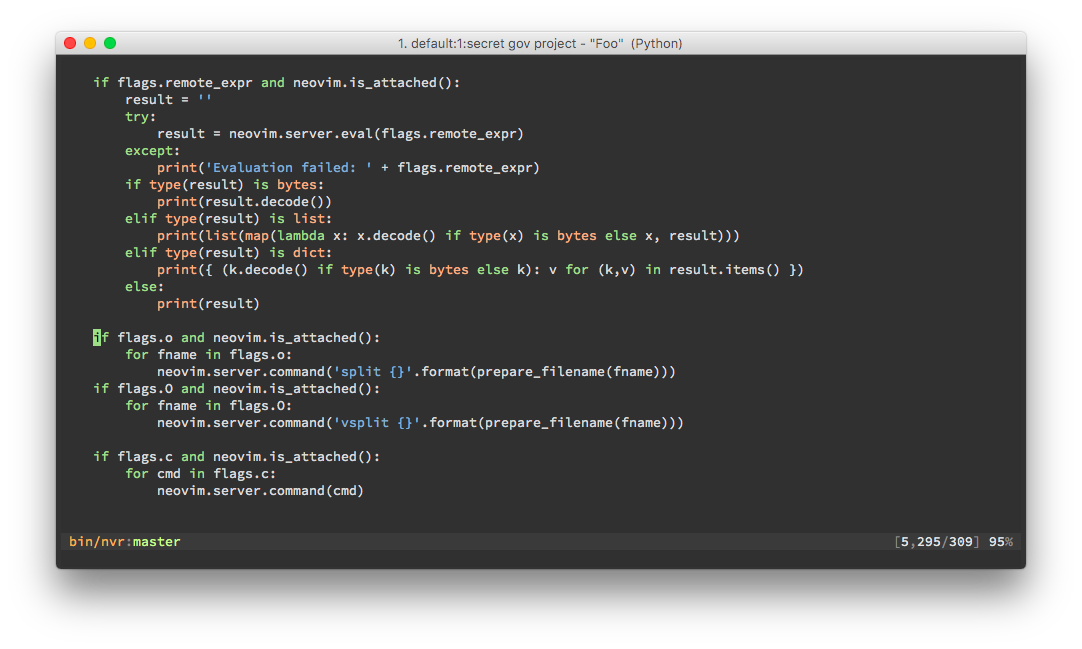 1. default:1:secret gov project - "Foo" (Python)
if flags.remote_expr and neovim.is_attached():
    result = ''
    try:
        result = neovim.server.eval(flags.remote_expr)
    except:
        print('Evaluation failed: ' + flags.remote_expr)
    if type(result) is bytes:
        print(result.decode())
    elif type(result) is list:
        print(list(map(lambda x: x.decode() if type(x) is bytes else x, result)))
    elif type(result) is dict:
        print({ (k.decode() if type(k) is bytes else k): v for (k,v) in result.items() })
    else:
        print(result)
if flags.o and neovim.is_attached():
    for fname in flags.o:
        neovim.server.command('split {}'.format(prepare_filename(fname)))
if flags.O and neovim.is_attached():
    for fname in flags.O:
        neovim.server.command('vsplit {}'.format(prepare_filename(fname)))
if flags.c and neovim.is_attached():
    for cmd in flags.c:
        neovim.server.command(cmd)
bin/nvr:master [5,295/309] 95%